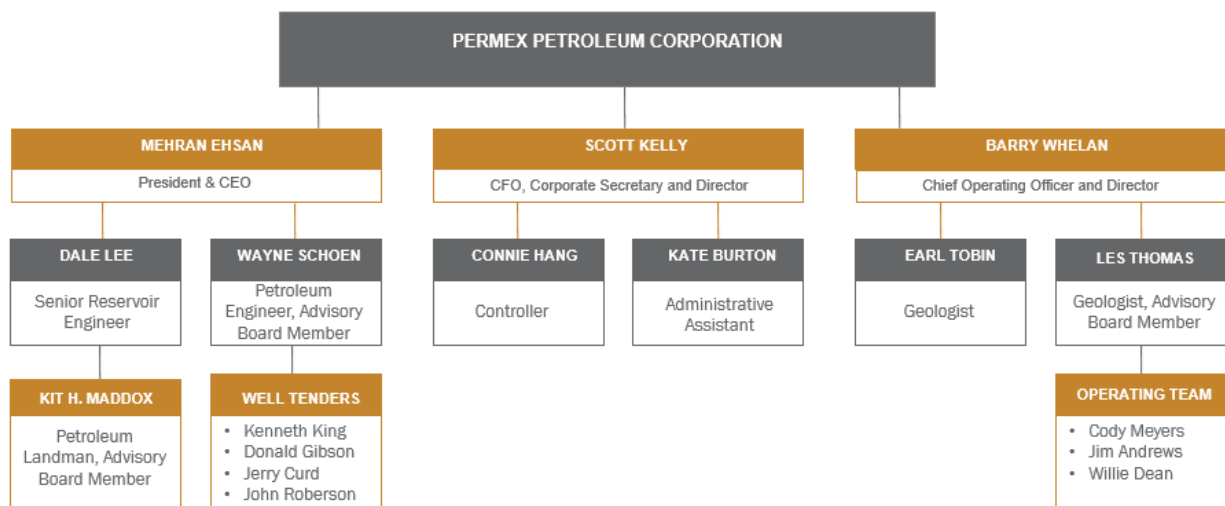 PERMEX PETROLEUM CORPORATION
MEHRAN EHSAN
President & CEO
SCOTT KELLY
CFO, Corporate Secretary and Director
BARRY WHELAN
Chief Operating Officer and Director
DALE LEE
Senior Reservoir
Engineer
WAYNE SCHOEN
Petroleum
Engineer, Advisory
Board Member
CONNIE HANG
Controller
KATE BURTON
Administrative
Assistant
EARL TOBIN
Geologist
LES THOMAS
Geologist, Advisory
Board Member
KIT H. MADDOX
Petroleum
Landman, Advisory
Board Member
WELL TENDERS
• Kenneth King
• Donald Gibson
• Jerry Curd
• John Roberson
OPERATING TEAM
• Cody Meyers
• Jim Andrews
• Willie Dean